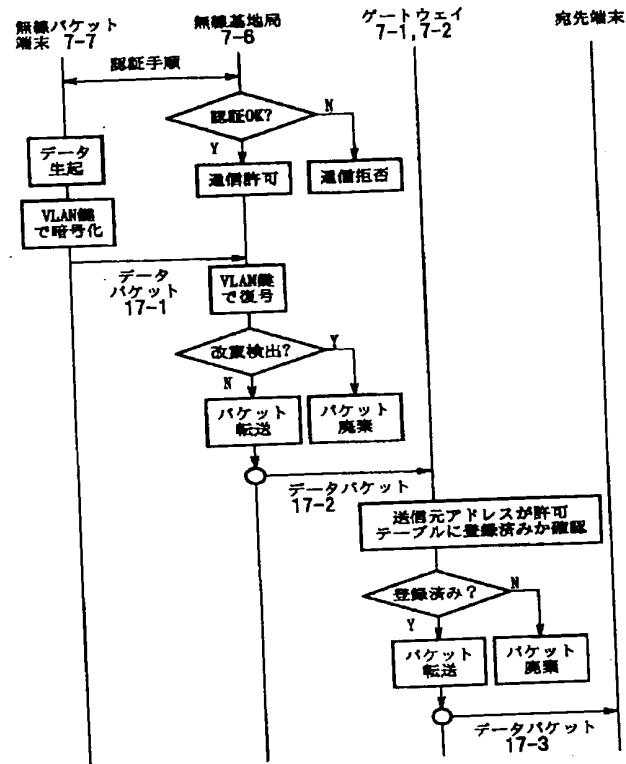 無線パケット
端末 7-7
無線基地局
7-6
ゲートウェイ
7-1, 7-2
宛先端末
認証手順
認証OK?
N
Y
データ
生起
通信許可
通信拒否
VLAN鍵
で暗号化
データ
パケット
17-1
VLAN鍵
で復号
改竄検出?
Y
N
パケット
転送
パケット
廃棄
データパケット
17-2
送信元アドレスが許可
テーブルに登録済みか確認
登録済み?
N
Y
パケット
転送
パケット
廃棄
データパケット
17-3